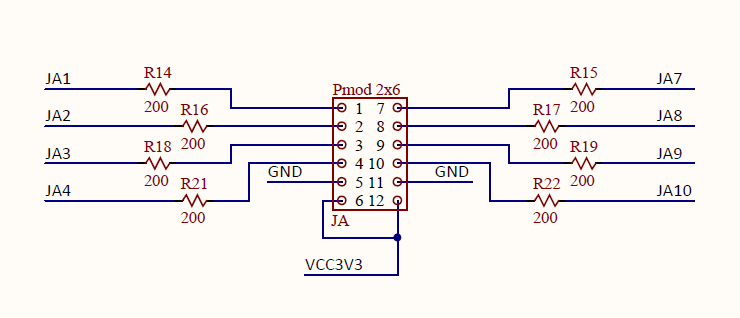 R14
R15
JA1
Pmod 2x6
JA7
200
R16
1 7
R17
200
JA2
2 8
JA8
R18
200
3 9
200
R19
JA3
4 10
JA9
200
R21
GND
5 11
GND
R22
200
JA4
6 12
JA10
200
JA
200
VCC3V3